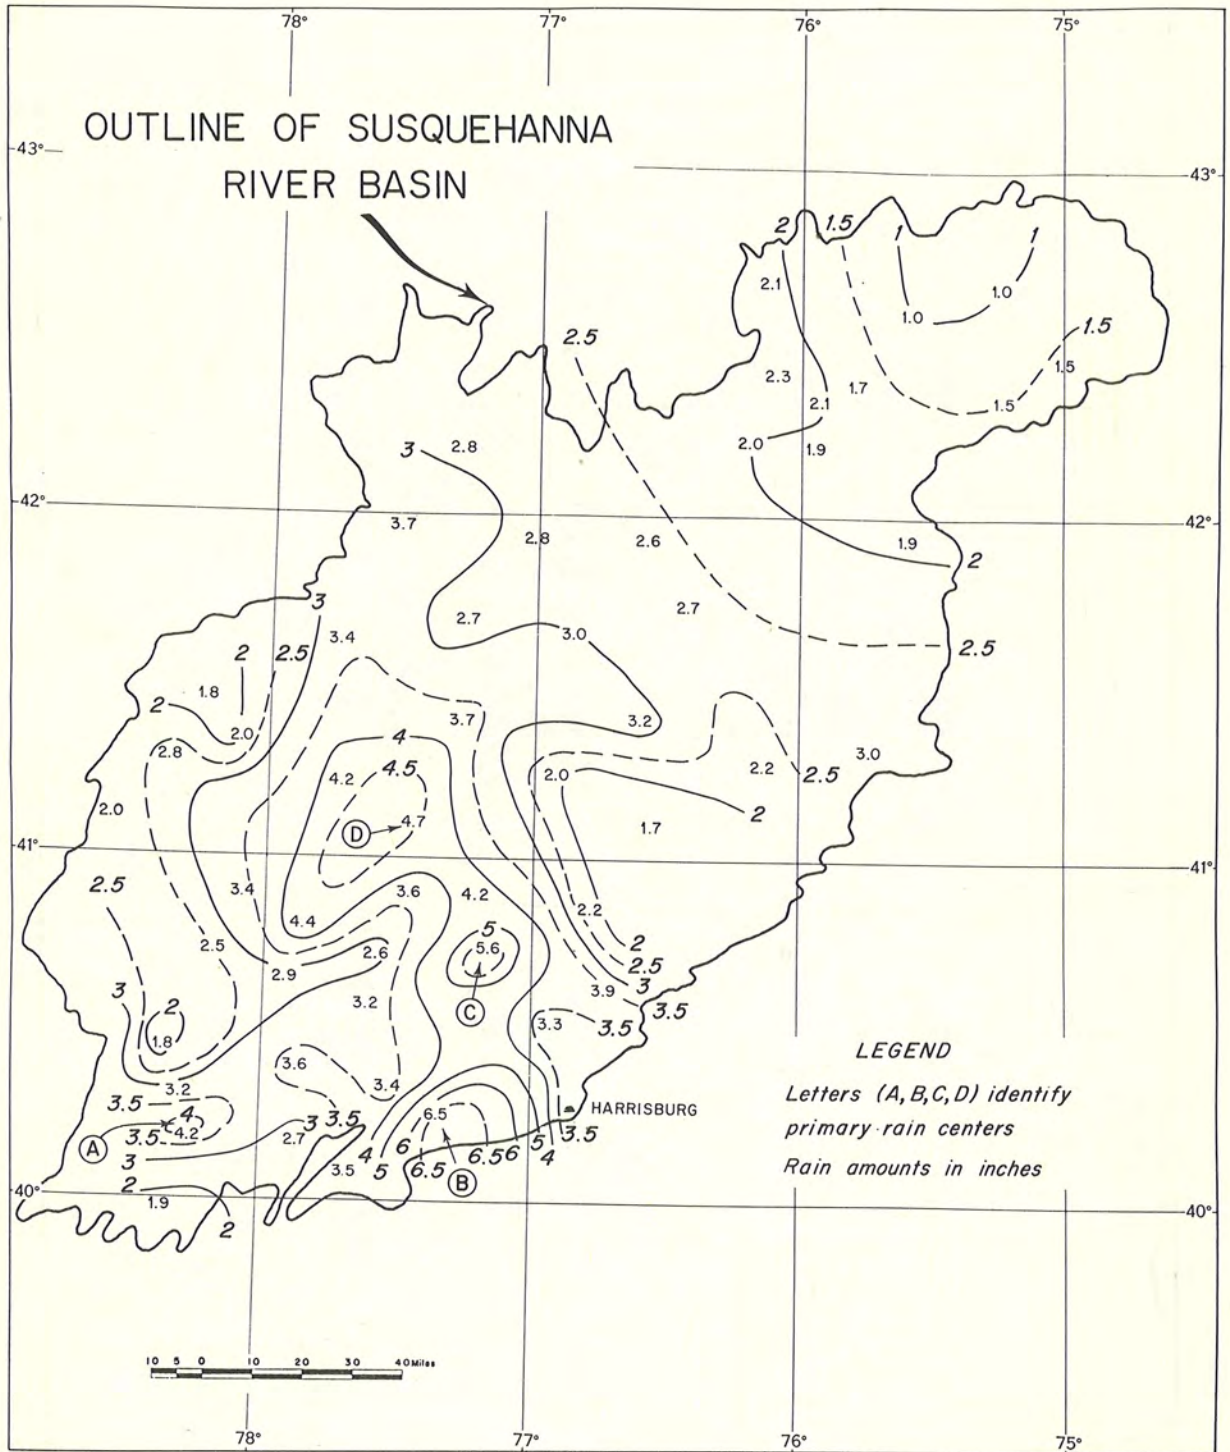 78° 77° 76° 75°
OUTLINE OF SUSQUEHANNA
RIVER BASIN
43° 43°
2 1.5 1 1
2.1
1.0
1.0
2.5 1.5
2.3 1.7 1.5
2.1 1.5
3 2.8 2.0 1.9
42° 42°
3.7 2.8 2.6 1.9
2
3 2.7 2.7
3.4 3.0
2 2.5 2.5
1.8
2 2.0 3.7 3.2
2.8 4 3.0
4.2 4.5 2.0 2.2 2.5
2.0 D 4.7 1.7 2
41° 41°
2.5 3.4 3.6 4.2
4.4 2.2
2.5 2.6 5 5.6 2
2.9 2.5
3 3.2 3.9 3
2 C 3.5
1.8 3.3 3.5
3.6
3.2 3.4
3.5 4 6.5 HARRISBURG
3.5 4.2 2.7 3 3.5
A 3 4 6 5 3.5
3.5 5 6.5 6.5 6 4
B
40° 2 40°
1.9 2
LEGEND
Letters (A,B,C,D) identify
primary rain centers
Rain amounts in inches
10 5 0 10 20 30 40 Miles
78° 77° 76° 75°